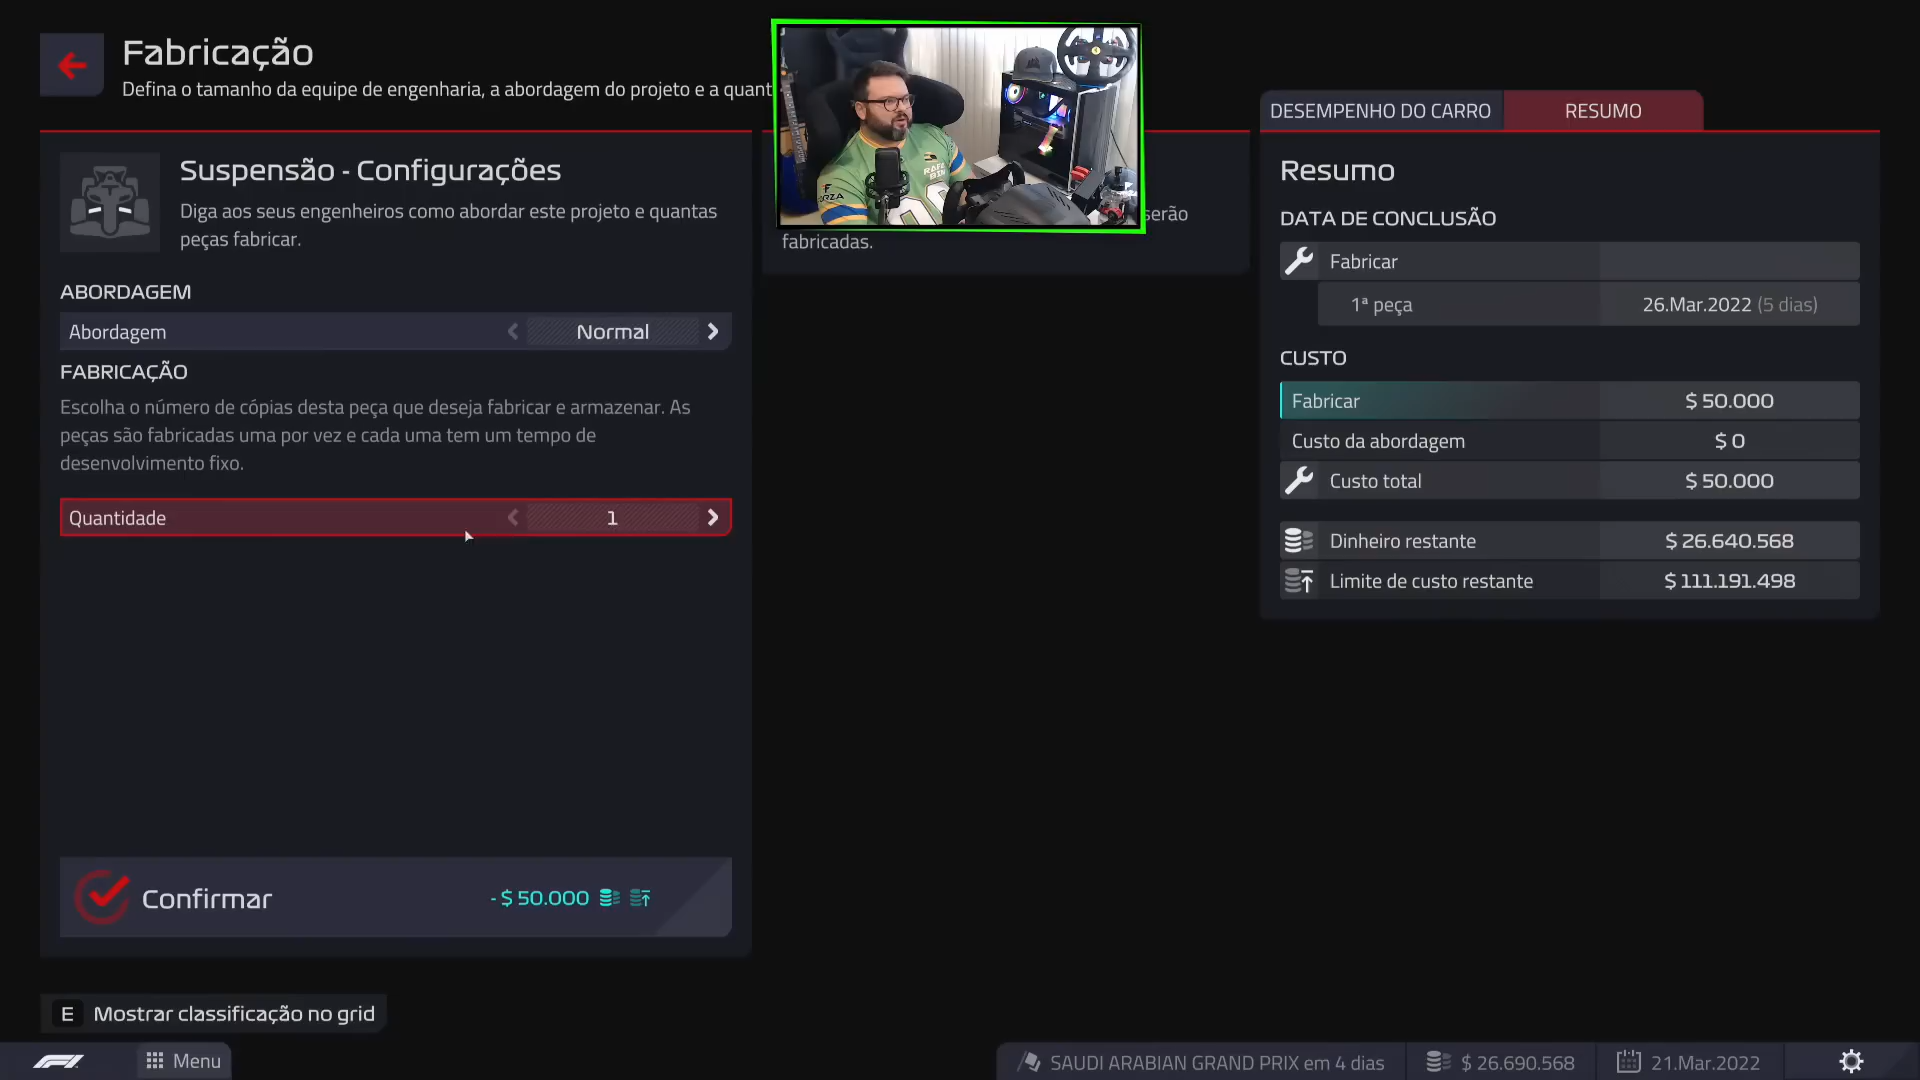 Fabricação
Defina o tamanho da equipe de engenharia, a abordagem do projeto e a quant
Suspensão - Configurações
Diga aos seus engenheiros como abordar este projeto e quantas
peças fabricar.
ABORDAGEM
Abordagem
Normal
FABRICAÇÃO
Escolha o número de cópias desta peça que deseja fabricar e armazenar. As
peças são fabricadas uma por vez e cada uma tem um tempo de
desenvolvimento fixo.
Quantidade
1
Confirmar
- $ 50.000
serão
fabricadas.
DESEMPENHO DO CARRO
RESUMO
Resumo
DATA DE CONCLUSÃO
Fabricar
1ª peça
26.Mar.2022 (5 dias)
CUSTO
Fabricar
$ 50.000
Custo da abordagem
$ 0
Custo total
$ 50.000
Dinheiro restante
$ 26.640.568
Limite de custo restante
$ 111.191.498
E
Mostrar classificação no grid
Menu
SAUDI ARABIAN GRAND PRIX em 4 dias
$ 26.690.568
21.Mar.2022